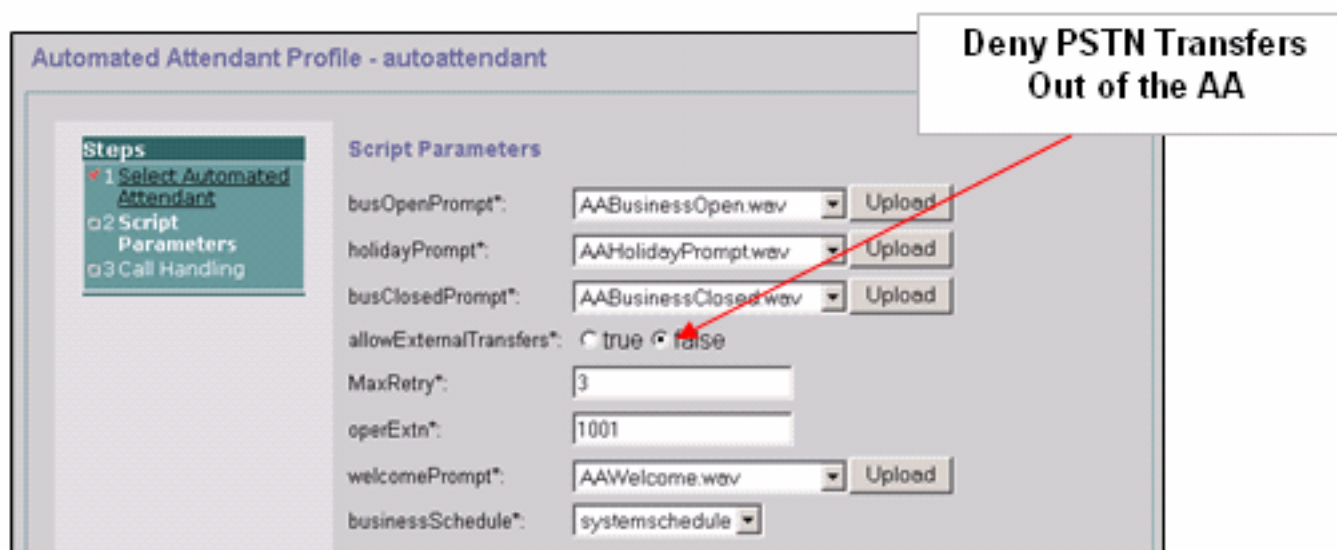 Deny PSTN Transfers
Out of the AA
Automated Attendant Profile - autoattendant
Steps
1 Select Automated
Attendant
2 Script
Parameters
3 Call Handling
Script Parameters
busOpenPrompt*: AABusinessOpen.wav Upload
holidayPrompt*: AAHolidayPrompt.wav Upload
busClosedPrompt*: AABusinessClosed.wav Upload
allowExternalTransfers*: true false
MaxRetry*: 3
operExtn*: 1001
welcomePrompt*: AAWelcome.wav Upload
businessSchedule*: systemschedule